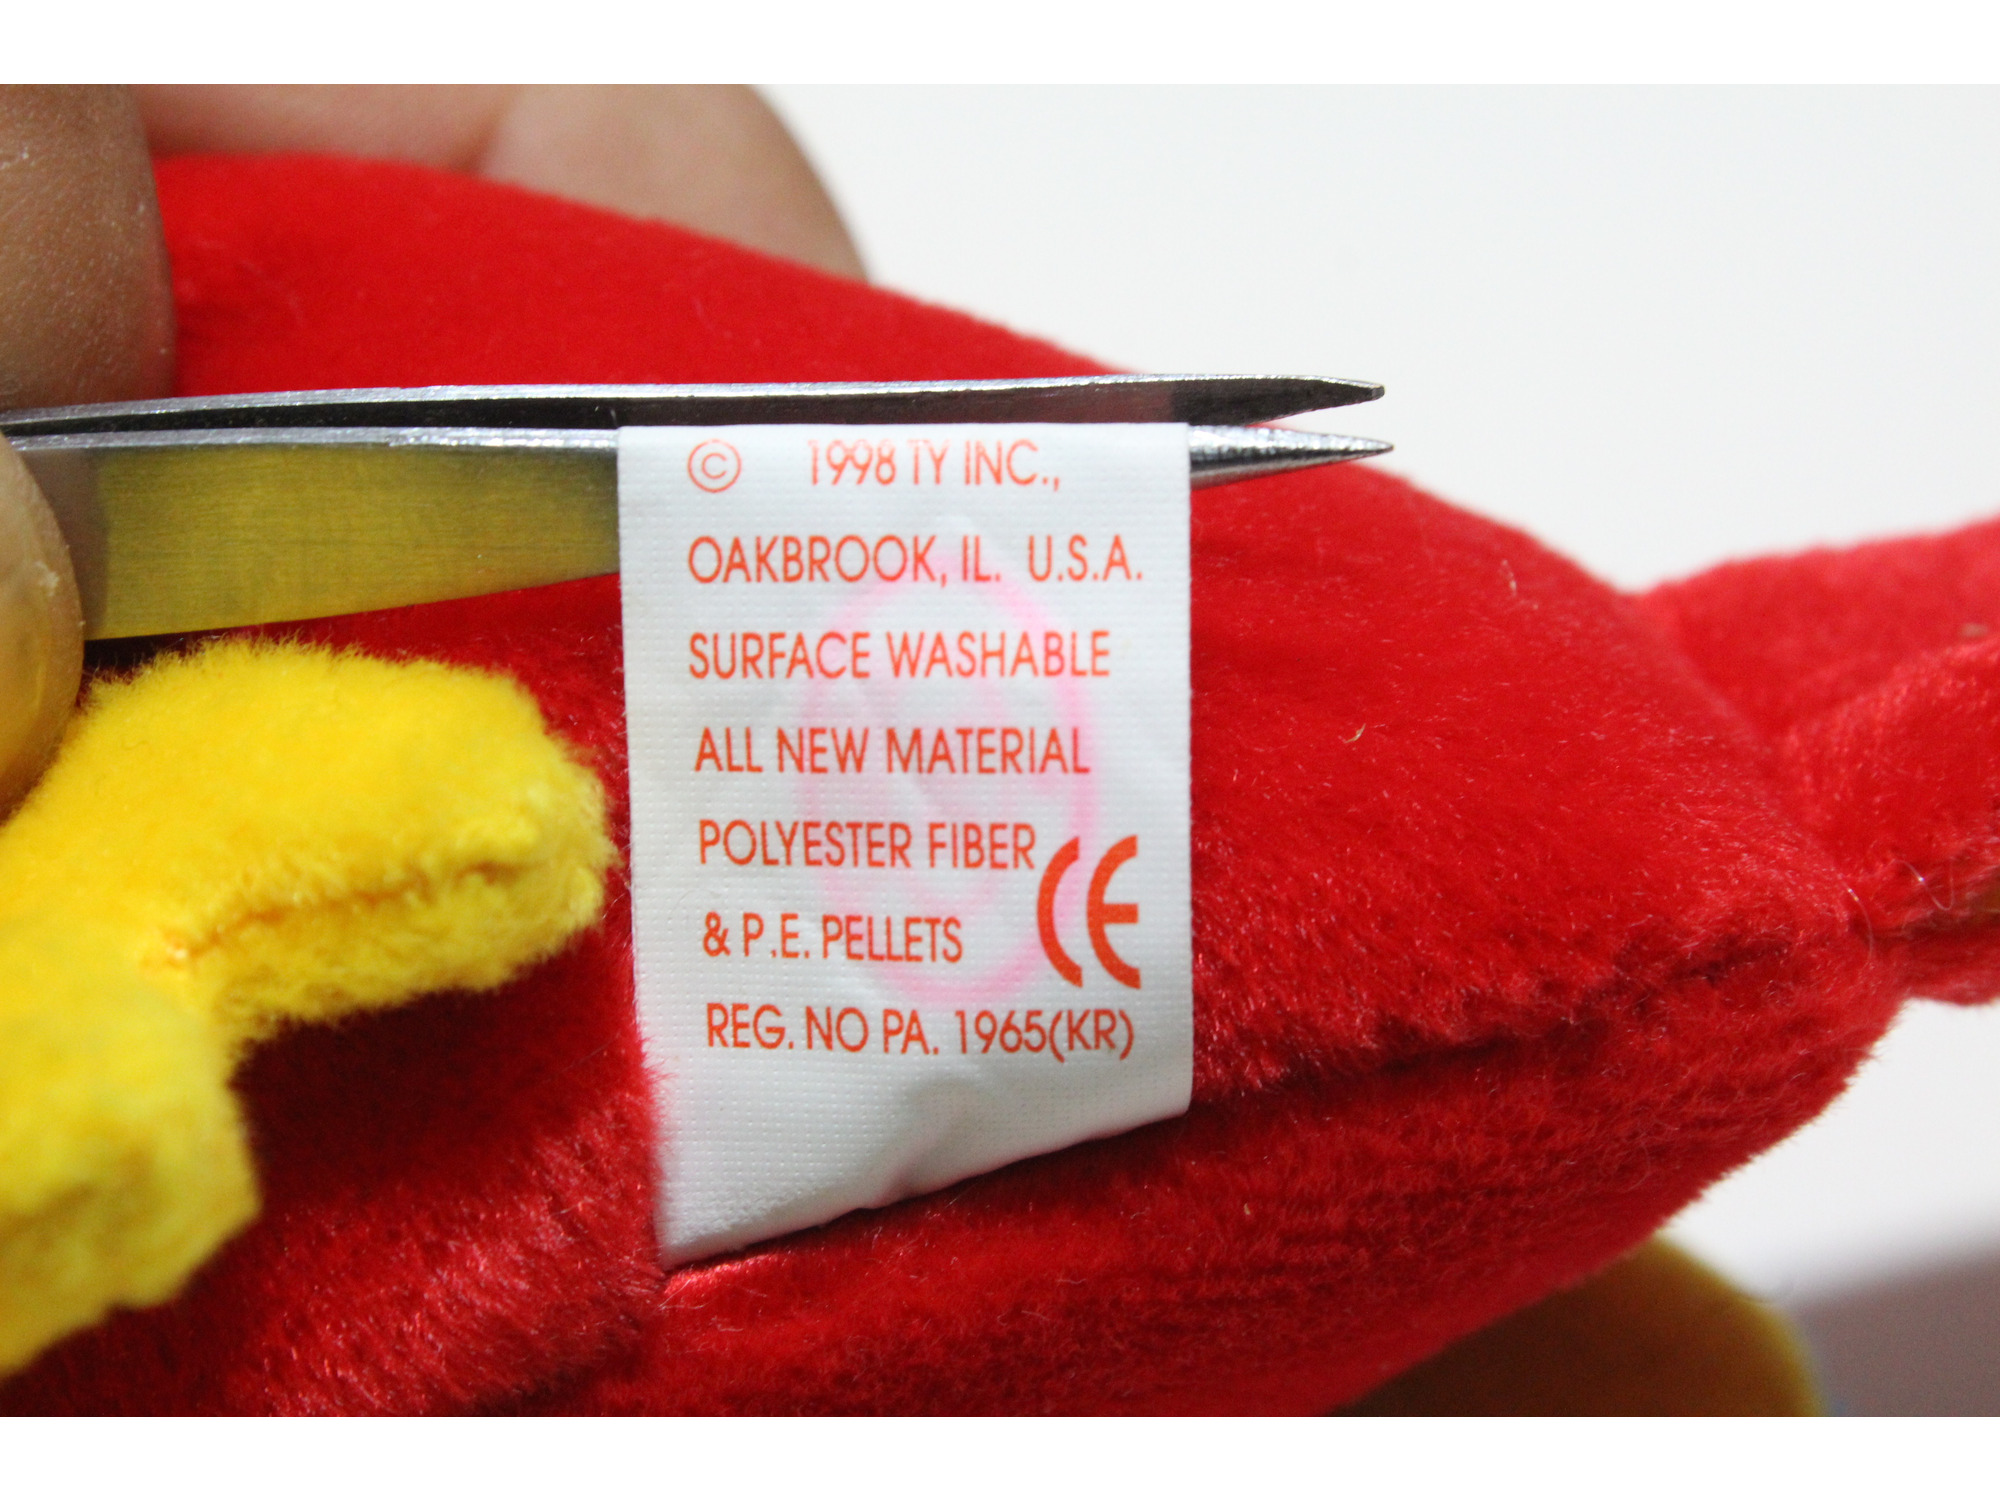 © 1998 TY INC.,
OAKBROOK, IL. U.S.A.
SURFACE WASHABLE
ALL NEW MATERIAL
POLYESTER FIBER
& P.E. PELLETS CE
REG. NO PA. 1965(KR)